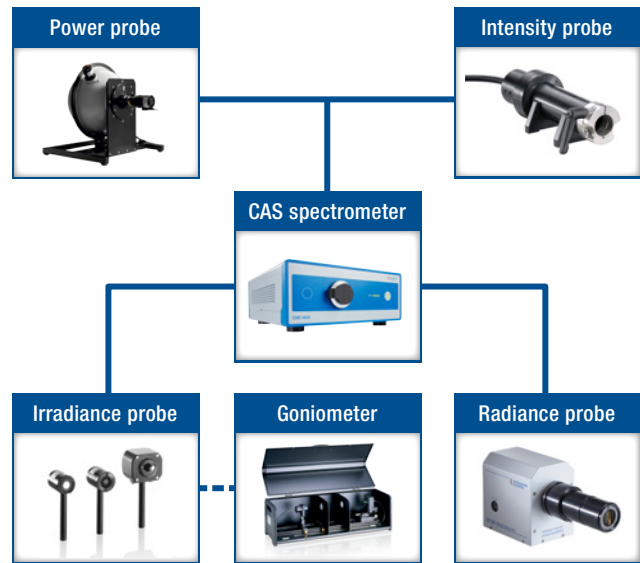 Power probe
Intensity probe
CAS spectrometer
Irradiance probe
Goniometer
Radiance probe